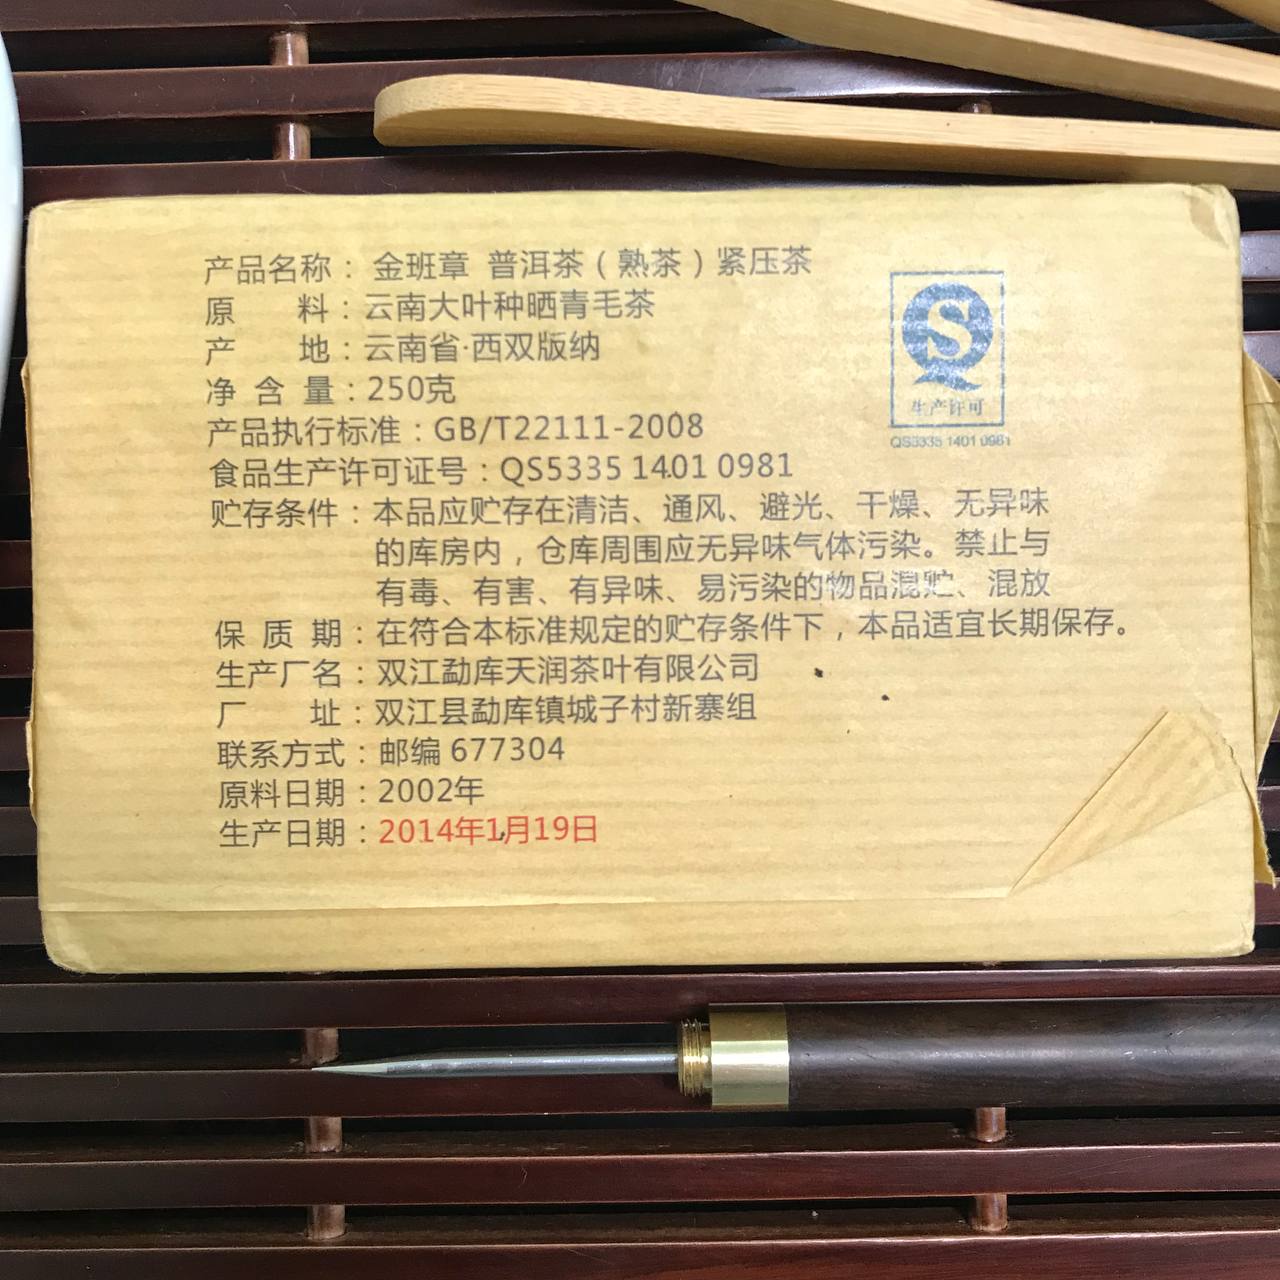 产品名称：金班章 普洱茶（熟茶）紧压茶
原 料：云南大叶种晒青毛茶
产 地：云南省·西双版纳
净 含 量：250克
产品执行标准：GB/T22111-2008
食品生产许可证号：QS5335 1401 0981
贮存条件：本品应贮存在清洁、通风、避光、干燥、无异味
的库房内，仓库周围应无异味气体污染。禁止与
有毒、有害、有异味、易污染的物品混贮、混放
保 质 期：在符合本标准规定的贮存条件下，本品适宜长期保存。
生产厂名：双江勐库天润茶叶有限公司
厂 址：双江县勐库镇城子村新寨组
联系方式：邮编 677304
原料日期：2002年
生产日期：2014年1月19日
QS
生产许可
QS5335 1401 0981